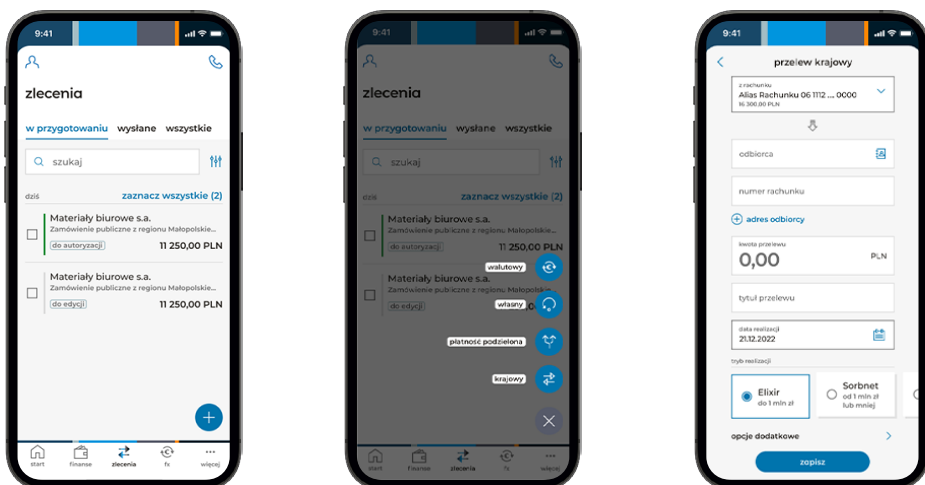 9:41
zlecenia
w przygotowaniu wysłane wszystkie
szukaj
dziś zaznacz wszystkie (2)
Materiały biurowe s.a.
Zamówienie publiczne z regionu Małopolskie...
do autoryzacji 11 250,00 PLN
Materiały biurowe s.a.
Zamówienie publiczne z regionu Małopolskie...
do edycji 11 250,00 PLN
start finanse zlecenia fx więcej
9:41
zlecenia
w przygotowaniu wysłane wszystkie
szukaj
dziś zaznacz wszystkie (2)
Materiały biurowe s.a.
Zamówienie publiczne z regionu Małopolskie...
do autoryzacji 11 250,00 PLN
walutowy
Materiały biurowe s.a.
Zamówienie publiczne z regionu Małopolskie...
do edycji
własny
płatność podzielona
krajowy
start finanse zlecenia fx więcej
9:41
przelew krajowy
z rachunku
Alias Rachunku 06 1112 ... 0000
16 300,00 PLN
odbiorca
numer rachunku
adres odbiorcy
kwota przelewu
0,00 PLN
tytuł przelewu
data realizacji
21.12.2022
tryb realizacji
Elixir
do 1 mln zł
Sorbnet
od 1 mln zł
lub mniej
opcje dodatkowe
zapisz